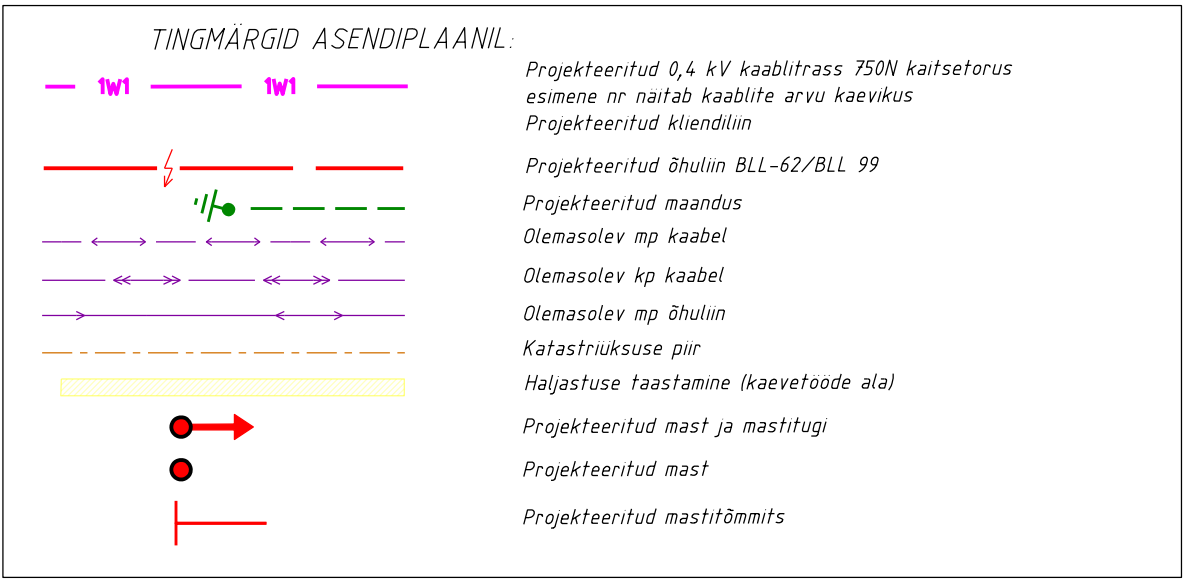 TINGMÄRGID ASENDIPLAANIL:
1W1 1W1
Projekteeritud 0,4 kV kaablitrass 750N kaitsetorus
esimene nr näitab kaablite arvu kaevikus
Projekteeritud kliendiliin
Projekteeritud õhuliin BLL-62/BLL 99
Projekteeritud maandus
Olemasolev mp kaabel
Olemasolev kp kaabel
Olemasolev mp õhuliin
Katastriüksuse piir
Haljastuse taastamine (kaevetööde ala)
Projekteeritud mast ja mastitugi
Projekteeritud mast
Projekteeritud mastitõmmits